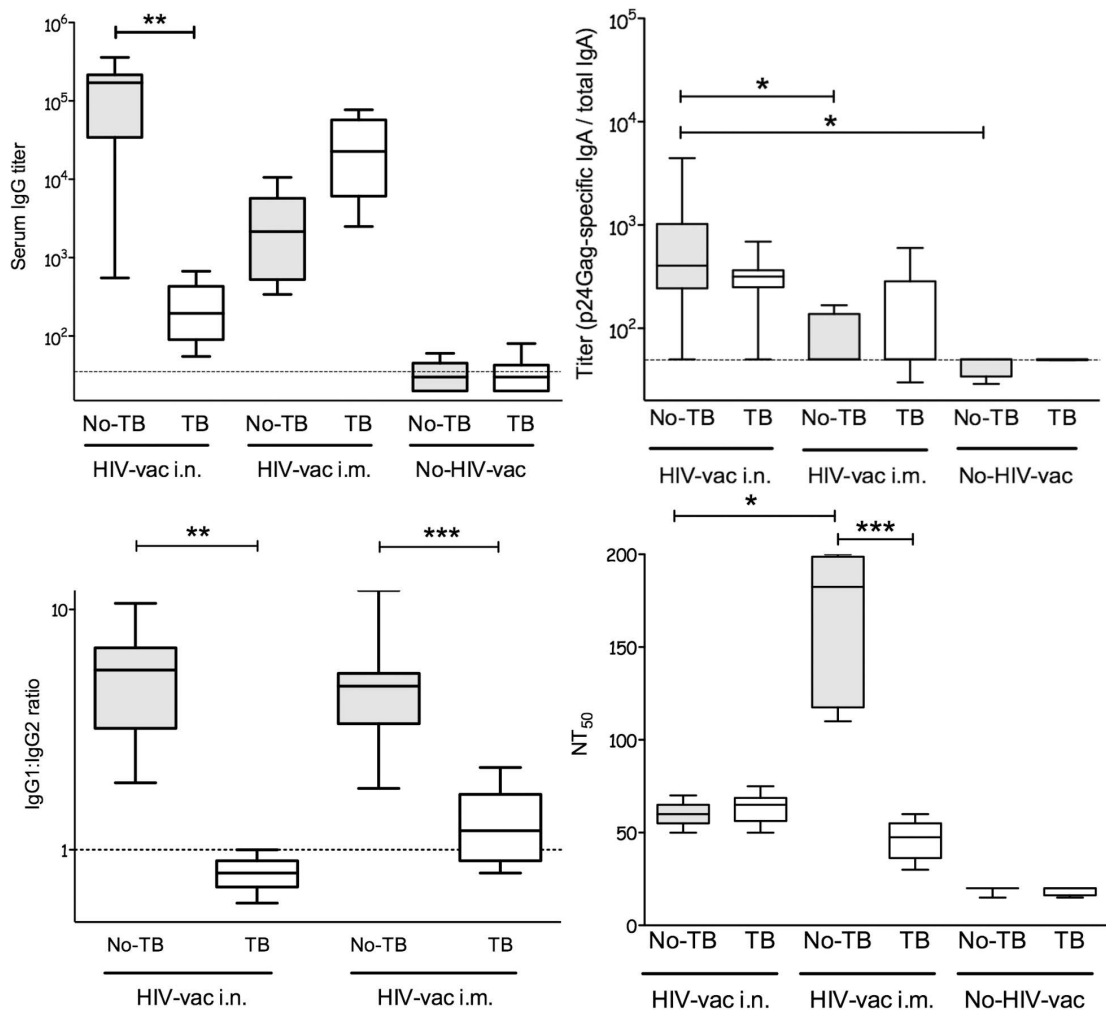 **
10⁶
10⁵
10⁴
10³
10²
Serum IgG titer
No-TB TB No-TB TB No-TB TB
HIV-vac i.n. HIV-vac i.m. No-HIV-vac
*
*
10⁵
10⁴
10³
10²
Titer (p24Gag-specific IgA / total IgA)
No-TB TB No-TB TB No-TB TB
HIV-vac i.n. HIV-vac i.m. No-HIV-vac
** ***
10
1
IgG1:IgG2 ratio
No-TB TB No-TB TB
HIV-vac i.n. HIV-vac i.m.
*
***
200
150
100
50
0
NT₅₀
No-TB TB No-TB TB No-TB TB
HIV-vac i.n. HIV-vac i.m. No-HIV-vac